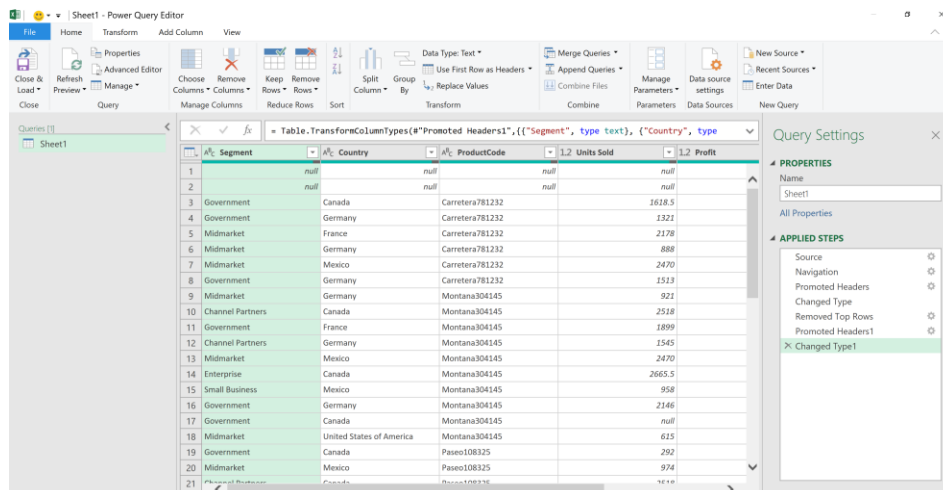 Sheet1 - Power Query Editor
File Home Transform Add Column View
Close & Load
Refresh Preview
Properties
Advanced Editor
Manage
Choose Columns
Remove Columns
Keep Rows
Remove Rows
Split Column
Group By
Data Type: Text
Use First Row as Headers
Replace Values
Merge Queries
Append Queries
Combine Files
Manage Parameters
Data source settings
New Source
Recent Sources
Enter Data
Close Query Manage Columns Reduce Rows Sort Transform Combine Parameters Data Sources New Query
Queries [1]
Sheet1
fx = Table.TransformColumnTypes(#"Promoted Headers1",{{"Segment", type text}, {"Country", type
ABC Segment ABC Country ABC ProductCode 1.2 Units Sold 1.2 Profit
1 null null null null
2 null null null null
3 Government Canada Carretera781232 1618.5
4 Government Germany Carretera781232 1321
5 Midmarket France Carretera781232 2178
6 Midmarket Germany Carretera781232 888
7 Midmarket Mexico Carretera781232 2470
8 Government Germany Carretera781232 1513
9 Midmarket Germany Montana304145 921
10 Channel Partners Canada Montana304145 2518
11 Government France Montana304145 1899
12 Channel Partners Germany Montana304145 1545
13 Midmarket Mexico Montana304145 2470
14 Enterprise Canada Montana304145 2665.5
15 Small Business Mexico Montana304145 958
16 Government Germany Montana304145 2146
17 Government Canada Montana304145 null
18 Midmarket United States of America Montana304145 615
19 Government Canada Paseo108325 292
20 Midmarket Mexico Paseo108325 974
21 Channel Partners Canada Paseo108325 2518
Query Settings
PROPERTIES
Name
Sheet1
All Properties
APPLIED STEPS
Source
Navigation
Promoted Headers
Changed Type
Removed Top Rows
Promoted Headers1
Changed Type1